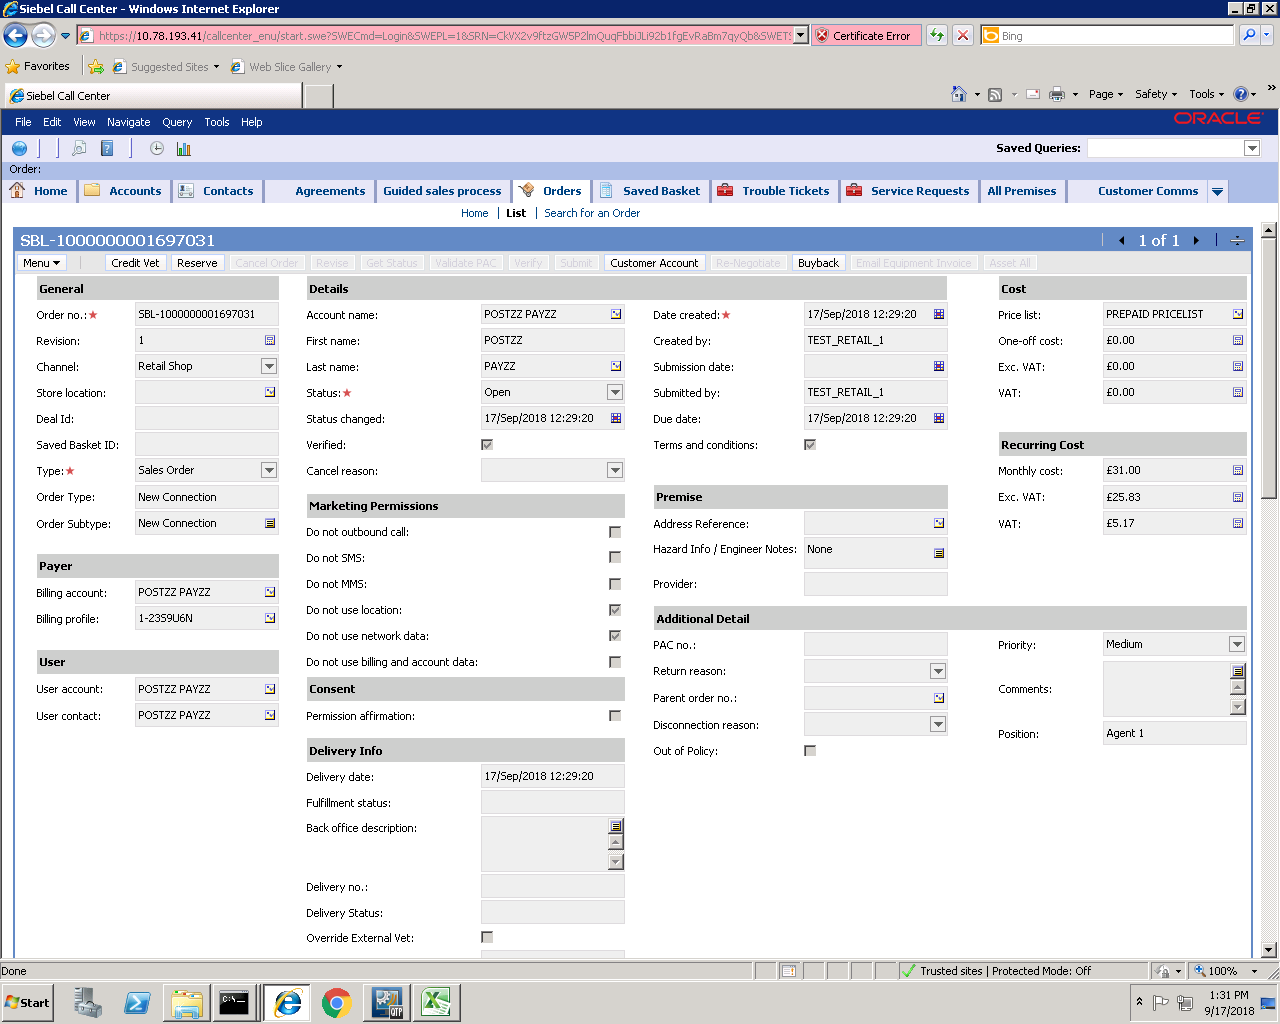 Siebel Call Center - Windows Internet Explorer
Certificate Error
Bing
Favorites
Suggested Sites
Web Slice Gallery
Siebel Call Center
Page
Safety
Tools
File Edit View Navigate Query Tools Help
ORACLE
Saved Queries:
Order:
Home Accounts Contacts Agreements Guided sales process Orders Saved Basket Trouble Tickets Service Requests All Premises Customer Comms
Home List Search for an Order
SBL-1000000001697031
1 of 1
Menu Credit Vet Reserve Cancel Order Revise Get Status Validate PAC Verify Submit Customer Account Re-Negotiate Buyback Email Equipment Invoice Asset All
General
Order no.: SBL-1000000001697031
Revision: 1
Channel: Retail Shop
Store location:
Deal Id:
Saved Basket ID:
Type: Sales Order
Order Type: New Connection
Order Subtype: New Connection
Payer
Billing account: POSTZZ PAYZZ
Billing profile: 1-23S9U6N
User
User account: POSTZZ PAYZZ
User contact: POSTZZ PAYZZ
Details
Account name: POSTZZ PAYZZ
First name: POSTZZ
Last name: PAYZZ
Status: Open
Status changed: 17/Sep/2018 12:29:20
Verified:
Cancel reason:
Marketing Permissions
Do not outbound call:
Do not SMS:
Do not MMS:
Do not use location:
Do not use network data:
Do not use billing and account data:
Consent
Permission affirmation:
Delivery Info
Delivery date: 17/Sep/2018 12:29:20
Fulfillment status:
Back office description:
Delivery no.:
Delivery Status:
Override External Vet:
Date created: 17/Sep/2018 12:29:20
Created by: TEST_RETAIL_1
Submission date:
Submitted by: TEST_RETAIL_1
Due date: 17/Sep/2018 12:29:20
Terms and conditions:
Premise
Address Reference:
Hazard Info / Engineer Notes: None
Provider:
Additional Detail
PAC no.:
Return reason:
Parent order no.:
Disconnection reason:
Out of Policy:
Priority: Medium
Comments:
Position: Agent 1
Cost
Price list: PREPAID PRICELIST
One-off cost: £0.00
Exc. VAT: £0.00
VAT: £0.00
Recurring Cost
Monthly cost: £31.00
Exc. VAT: £25.83
VAT: £5.17
Done
Trusted sites | Protected Mode: Off
100%
Start
QTP
1:31 PM
9/17/2018